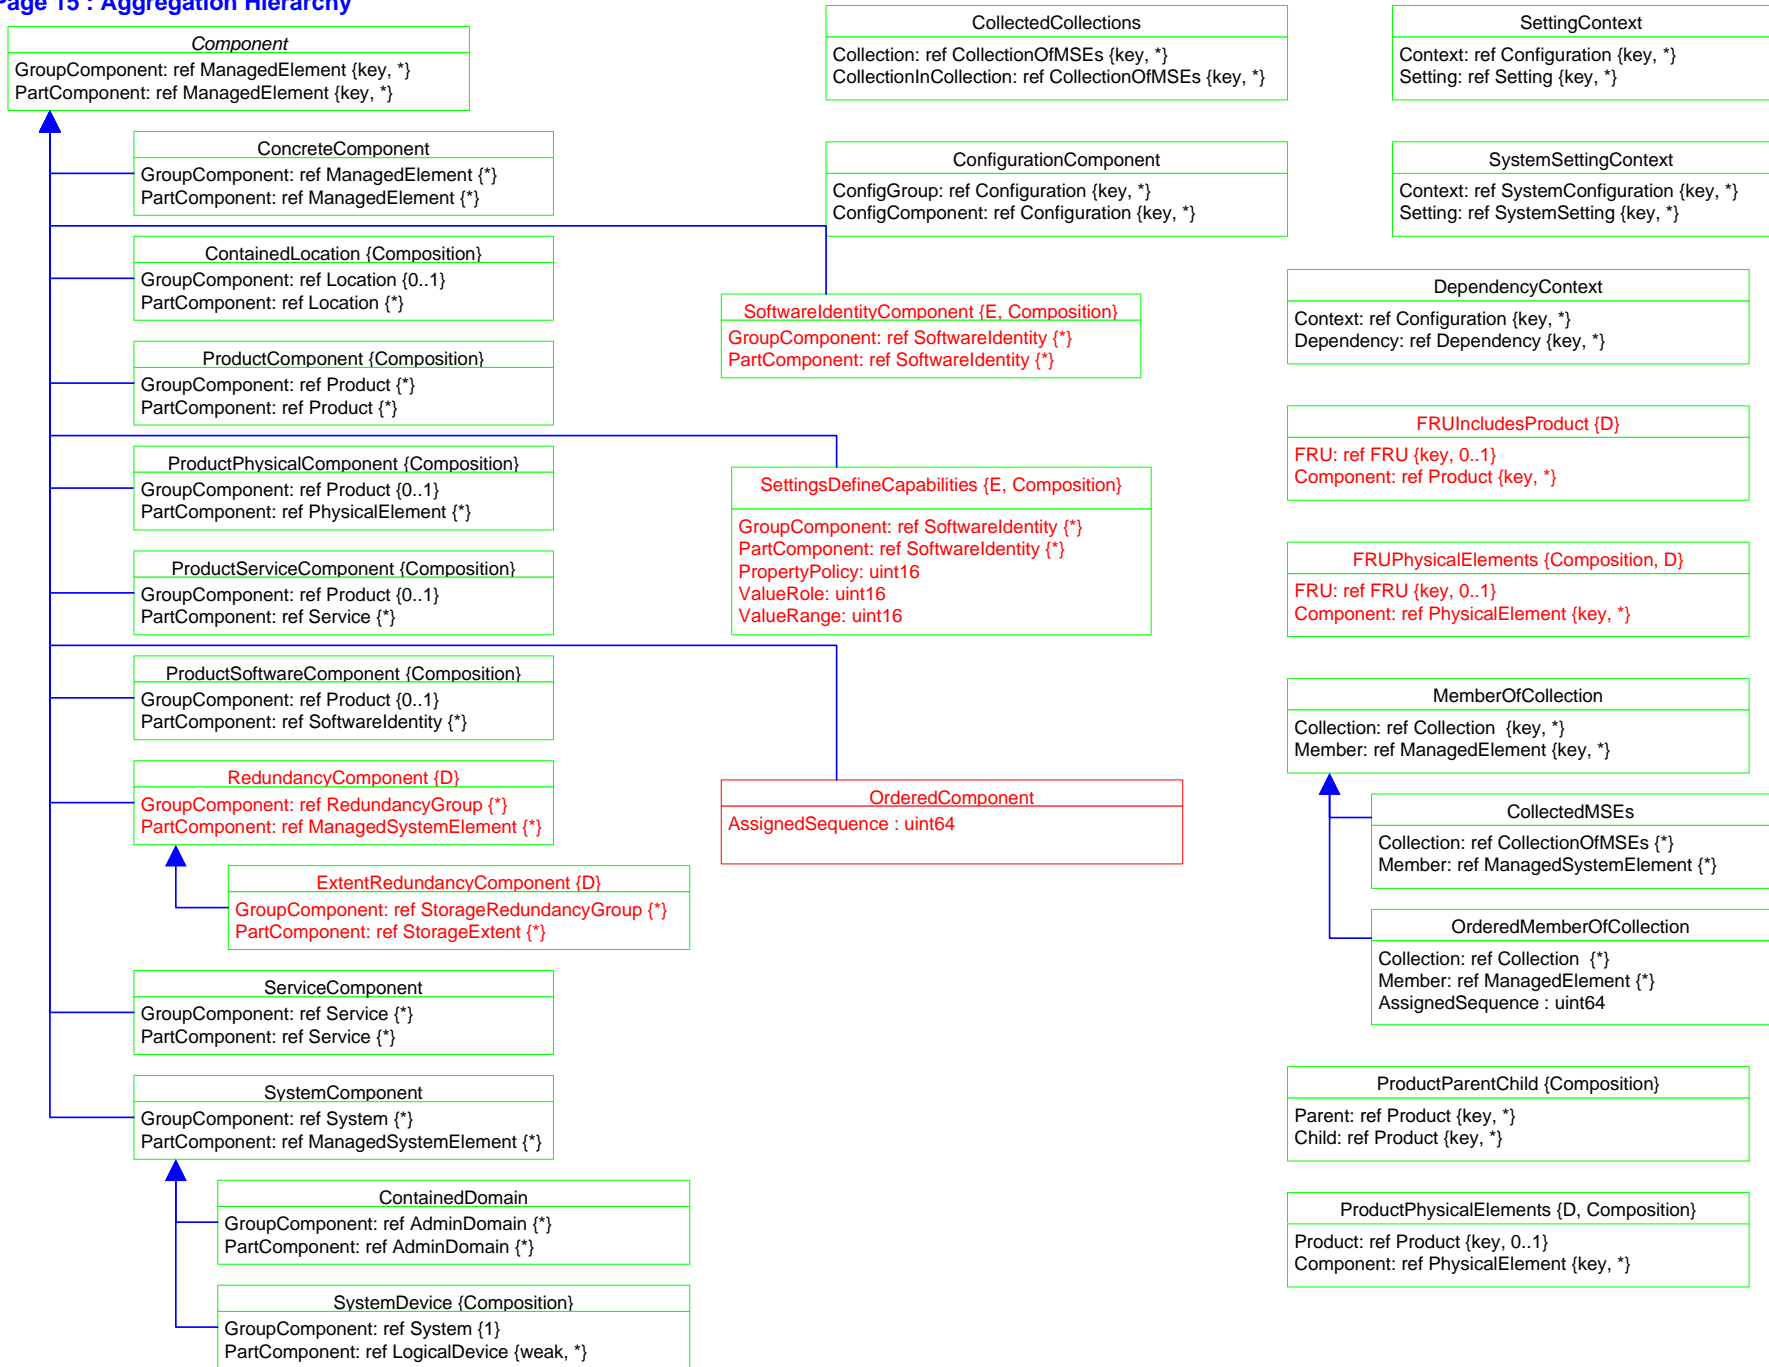 Page 15 : Aggregation Hierarchy
Component
GroupComponent: ref ManagedElement {key, *}
PartComponent: ref ManagedElement {key, *}
ConcreteComponent
GroupComponent: ref ManagedElement {*}
PartComponent: ref ManagedElement {*}
ContainedLocation {Composition}
GroupComponent: ref Location {0..1}
PartComponent: ref Location {*}
ProductComponent {Composition}
GroupComponent: ref Product {*}
PartComponent: ref Product {*}
ProductPhysicalComponent {Composition}
GroupComponent: ref Product {0..1}
PartComponent: ref PhysicalElement {*}
ProductServiceComponent {Composition}
GroupComponent: ref Product {0..1}
PartComponent: ref Service {*}
ProductSoftwareComponent {Composition}
GroupComponent: ref Product {0..1}
PartComponent: ref SoftwareIdentity {*}
RedundancyComponent {D}
GroupComponent: ref RedundancyGroup {*}
PartComponent: ref ManagedSystemElement {*}
ExtentRedundancyComponent {D}
GroupComponent: ref StorageRedundancyGroup {*}
PartComponent: ref StorageExtent {*}
ServiceComponent
GroupComponent: ref Service {*}
PartComponent: ref Service {*}
SystemComponent
GroupComponent: ref System {*}
PartComponent: ref ManagedSystemElement {*}
ContainedDomain
GroupComponent: ref AdminDomain {*}
PartComponent: ref AdminDomain {*}
SystemDevice {Composition}
GroupComponent: ref System {1}
PartComponent: ref LogicalDevice {weak, *}
CollectedCollections
Collection: ref CollectionOfMSEs {key, *}
CollectionInCollection: ref CollectionOfMSEs {key, *}
ConfigurationComponent
ConfigGroup: ref Configuration {key, *}
ConfigComponent: ref Configuration {key, *}
SoftwareIdentityComponent {E, Composition}
GroupComponent: ref SoftwareIdentity {*}
PartComponent: ref SoftwareIdentity {*}
SettingsDefineCapabilities {E, Composition}
GroupComponent: ref SoftwareIdentity {*}
PartComponent: ref SoftwareIdentity {*}
PropertyPolicy: uint16
ValueRole: uint16
ValueRange: uint16
OrderedComponent
AssignedSequence : uint64
SettingContext
Context: ref Configuration {key, *}
Setting: ref Setting {key, *}
SystemSettingContext
Context: ref SystemConfiguration {key, *}
Setting: ref SystemSetting {key, *}
DependencyContext
Context: ref Configuration {key, *}
Dependency: ref Dependency {key, *}
FRUIncludesProduct {D}
FRU: ref FRU {key, 0..1}
Component: ref Product {key, *}
FRUPhysicalElements {Composition, D}
FRU: ref FRU {key, 0..1}
Component: ref PhysicalElement {key, *}
MemberOfCollection
Collection: ref Collection  {key, *}
Member: ref ManagedElement {key, *}
CollectedMSEs
Collection: ref CollectionOfMSEs {*}
Member: ref ManagedSystemElement {*}
OrderedMemberOfCollection
Collection: ref Collection  {*}
Member: ref ManagedElement {*}
AssignedSequence : uint64
ProductParentChild {Composition}
Parent: ref Product {key, *}
Child: ref Product {key, *}
ProductPhysicalElements {D, Composition}
Product: ref Product {key, 0..1}
Component: ref PhysicalElement {key, *}